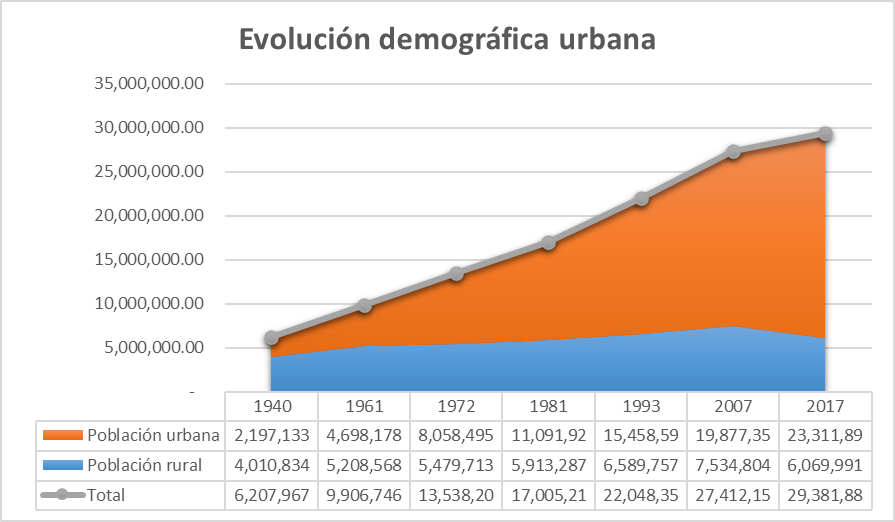 Evolución demográfica urbana
35,000,000.00
30,000,000.00
25,000,000.00
20,000,000.00
15,000,000.00
10,000,000.00
5,000,000.00
-
1940 1961 1972 1981 1993 2007 2017
Población urbana 2,197,133 4,698,178 8,058,495 11,091,92 15,458,59 19,877,35 23,311,89
Población rural 4,010,834 5,208,568 5,479,713 5,913,287 6,589,757 7,534,804 6,069,991
Total 6,207,967 9,906,746 13,538,20 17,005,21 22,048,35 27,412,15 29,381,88